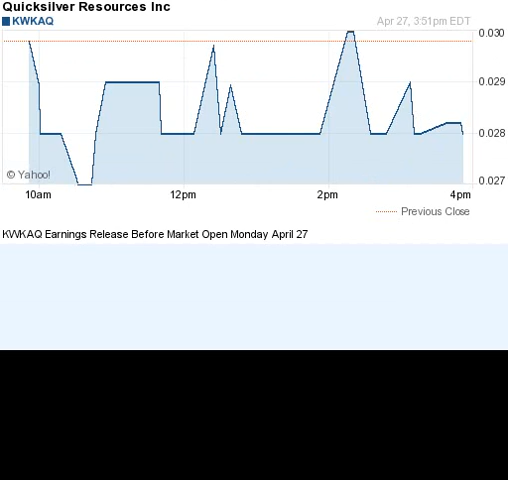 Quicksilver Resources Inc
KWKAQ
Apr 27, 3:51pm EDT
0.030
0.029
0.028
0.027
© Yahoo!
10am 12pm 2pm 4pm
Previous Close
KWKAQ Earnings Release Before Market Open Monday April 27